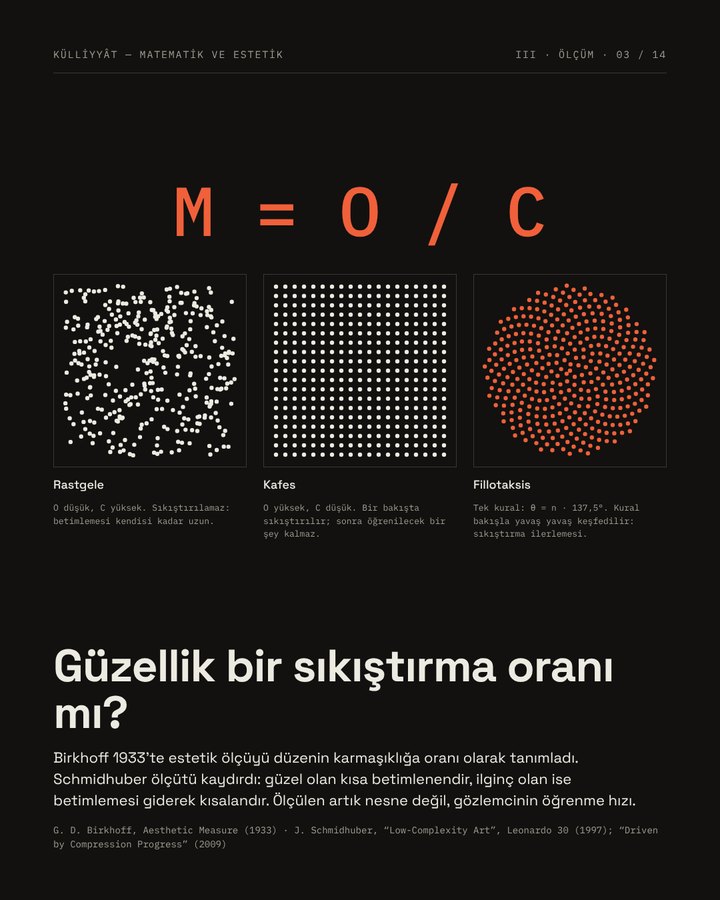 KÜLLİYYÂT — MATEMATİK VE ESTETİK
III · ÖLÇÜM · 03 / 14
M = O / C
Rastgele
O düşük, C yüksek. Sıkıştırılamaz:
betimlemesi kendisi kadar uzun.
Kafes
O yüksek, C düşük. Bir bakışta
sıkıştırılır; sonra öğrenilecek bir
şey kalmaz.
Fillotaksis
Tek kural: θ = n · 137,5°. Kural
bakışla yavaş yavaş keşfedilir:
sıkıştırma ilerlemesi.
Güzellik bir sıkıştırma oranı
mı?
Birkhoff 1933’te estetik ölçüyü düzenin karmaşıklığa oranı olarak tanımladı.
Schmidhuber ölçütü kaydırdı: güzel olan kısa betimlenendir, ilginç olan ise
betimlemesi giderek kısalandır. Ölçülen artık nesne değil, gözlemcinin öğrenme hızı.
G. D. Birkhoff, Aesthetic Measure (1933) · J. Schmidhuber, “Low-Complexity Art”, Leonardo 30 (1997); “Driven
by Compression Progress” (2009)